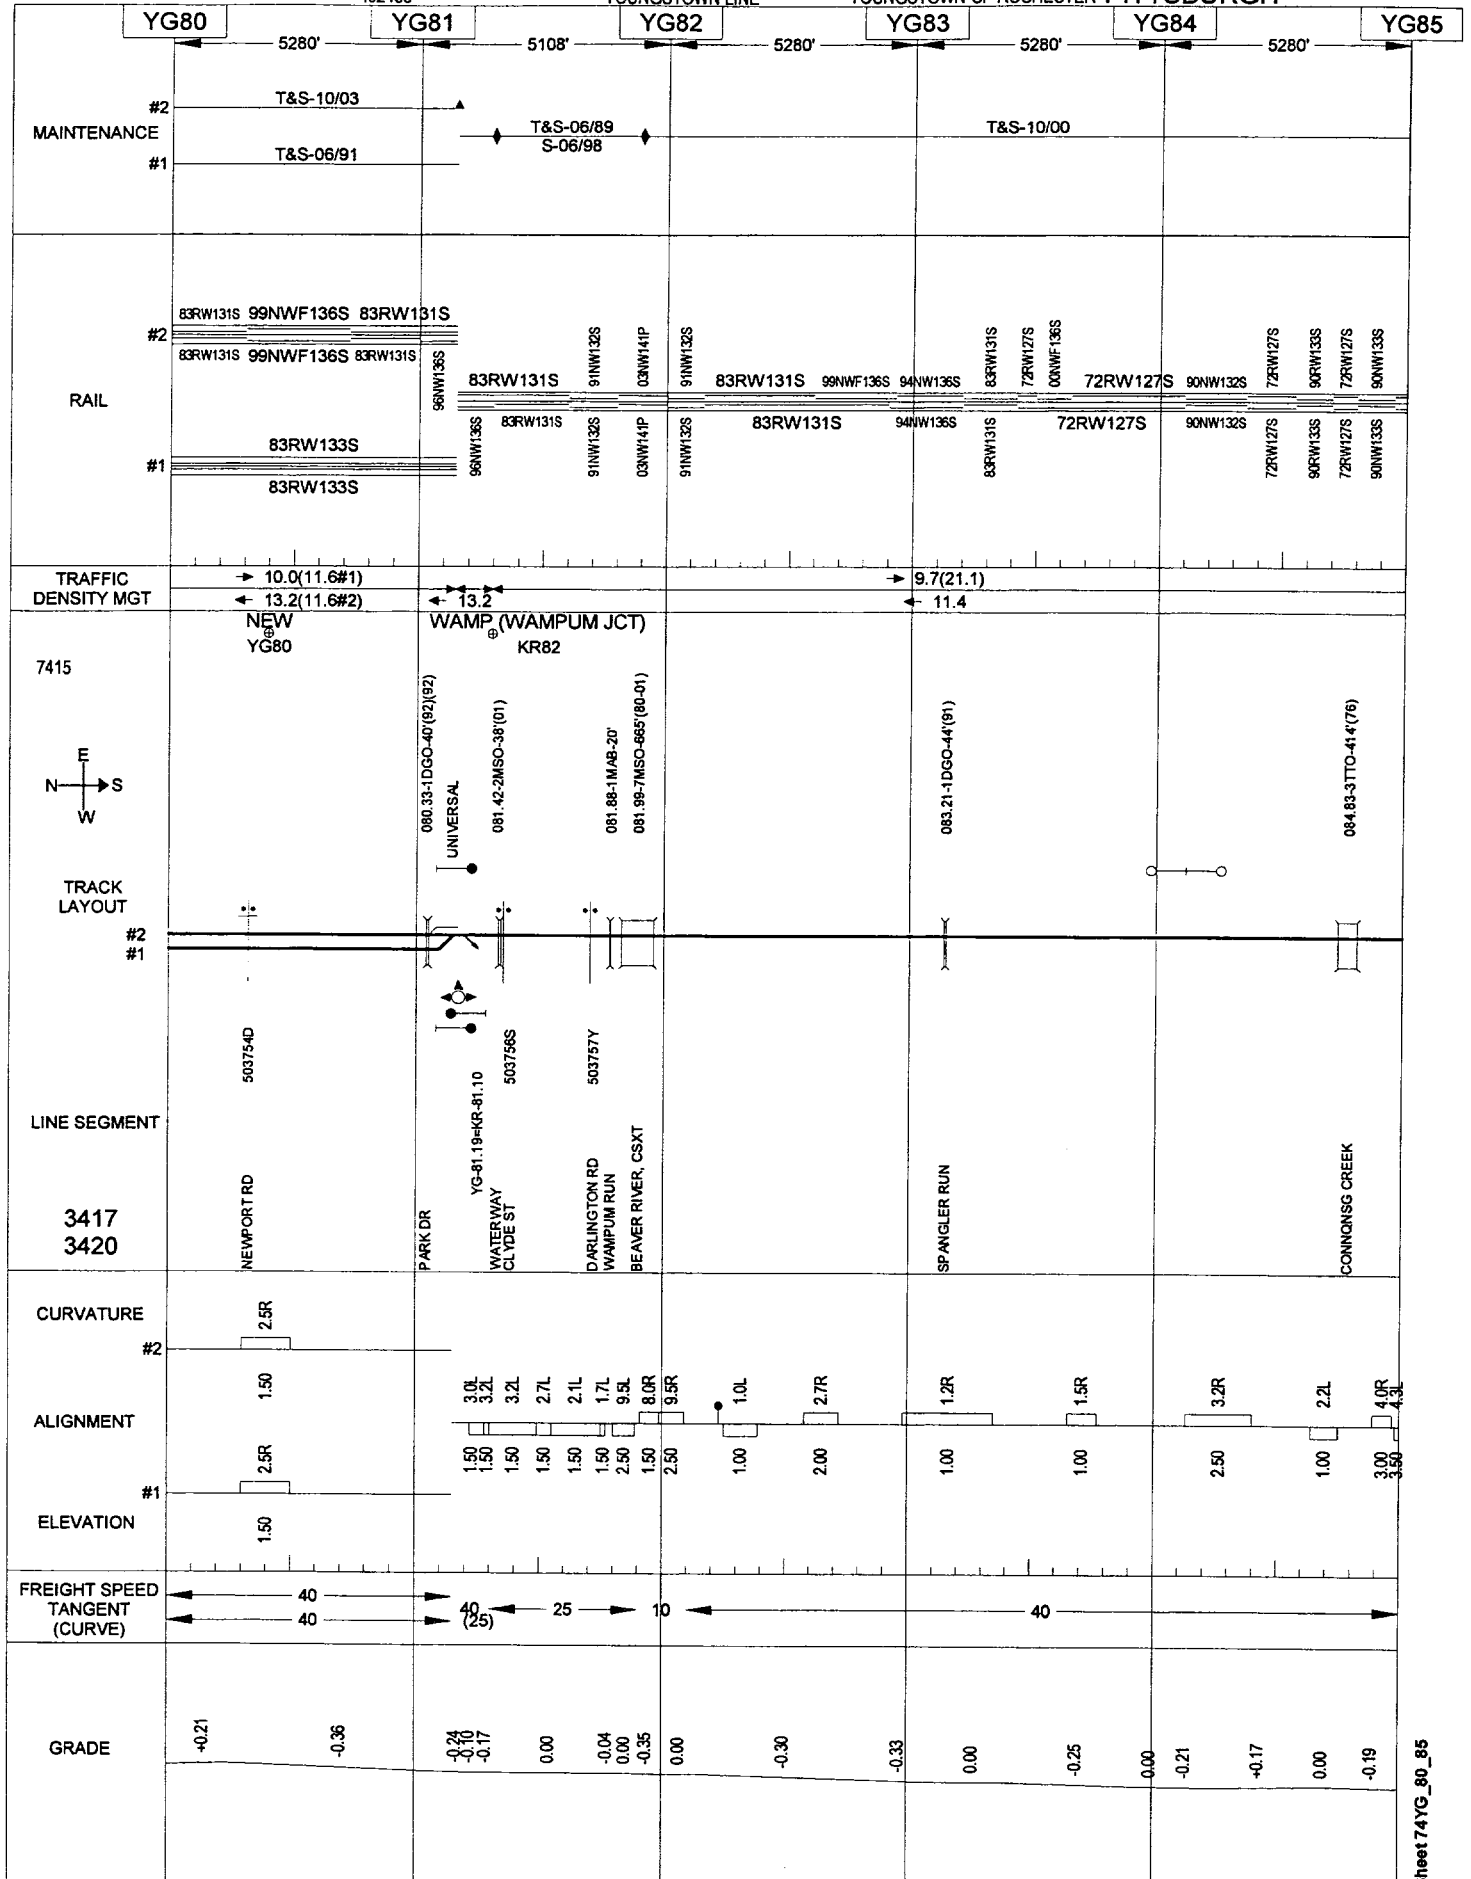 YOUNGSTOWN LINE
PITTSBURGH
YG80 YG81 YG82 YG83 YG84 YG85
5280' 5108' 5280' 5280' 5280'
MAINTENANCE
#2
T&S-10/03
T&S-06/89
S-06/98
T&S-10/00
#1
T&S-06/91
RAIL
#2
83RW131S 99NWF136S 83RW131S
83RW131S 99NWF136S 83RW131S
#1
83RW133S
83RW133S
96NW136S
83RW131S
91NW132S
03NW141P
91NW132S
83RW131S
99NWF136S
94NW136S
83RW131S
72RW127S
00NWF136S
72RW127S
90NW132S
72RW127S
90RW133S
72RW127S
90NW133S
96NW136S
83RW131S
91NW132S
03NW141P
91NW132S
83RW131S
94NW136S
83RW131S
72RW127S
90NW132S
72RW127S
90RW133S
72RW127S
90NW133S
TRAFFIC
DENSITY MGT
10.0(11.6#1)
9.7(21.1)
13.2(11.6#2)
13.2
11.4
NEW
YG80
WAMP (WAMPUM JCT)
KR82
7415
E
N S
W
080.33-1DGO-40'(92)(92)
UNIVERSAL
081.42-2MSO-38'(01)
081.88-1MAB-20'
081.99-7MSO-665'(80-01)
083.21-1DGO-44'(91)
084.83-3TTO-414'(76)
TRACK
LAYOUT
#2
#1
503754D
503756S
503757Y
YG-81.19=KR-81.10
LINE SEGMENT
3417
3420
NEWPORT RD
PARK DR
WATERWAY
CLYDE ST
DARLINGTON RD
WAMPUM RUN
BEAVER RIVER, CSXT
SPANGLER RUN
CONNQNSG CREEK
CURVATURE
#2
2.5R
1.50
ALIGNMENT
3.0L 3.2L 3.2L 2.7L 2.1L 1.7L 9.5L 8.0R 9.5R 1.0L 2.7R 1.2R 1.5R 3.2R 2.2L 4.0R 4.3L
1.50 1.50 1.50 1.50 1.50 1.50 2.50 1.50 2.50 1.00 2.00 1.00 1.00 2.50 1.00 3.00 3.50
#1
2.5R
1.50
ELEVATION
FREIGHT SPEED
TANGENT
(CURVE)
40
40
40
(25)
25
10
40
GRADE
+0.21 -0.36 -0.24 -0.10 -0.17 0.00 -0.04 0.00 -0.35 0.00 -0.30 -0.33 0.00 -0.25 0.00 -0.21 +0.17 0.00 -0.19
heet 74YG_80_85